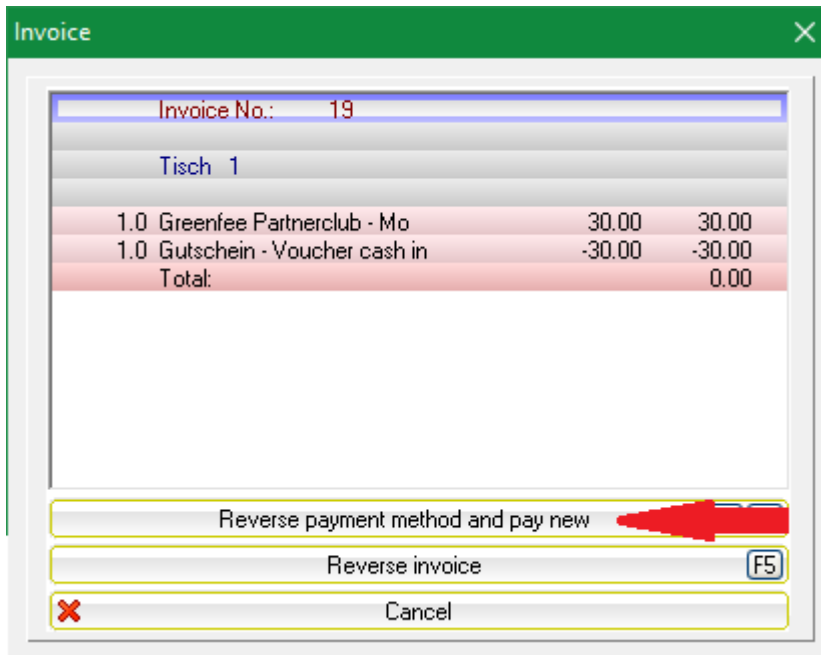 Invoice
Invoice No.: 19
Tisch 1
1.0 Greenfee Partnerclub - Mo 30.00 30.00
1.0 Gutschein - Voucher cash in -30.00 -30.00
Total: 0.00
Reverse payment method and pay new
Reverse invoice F5
Cancel